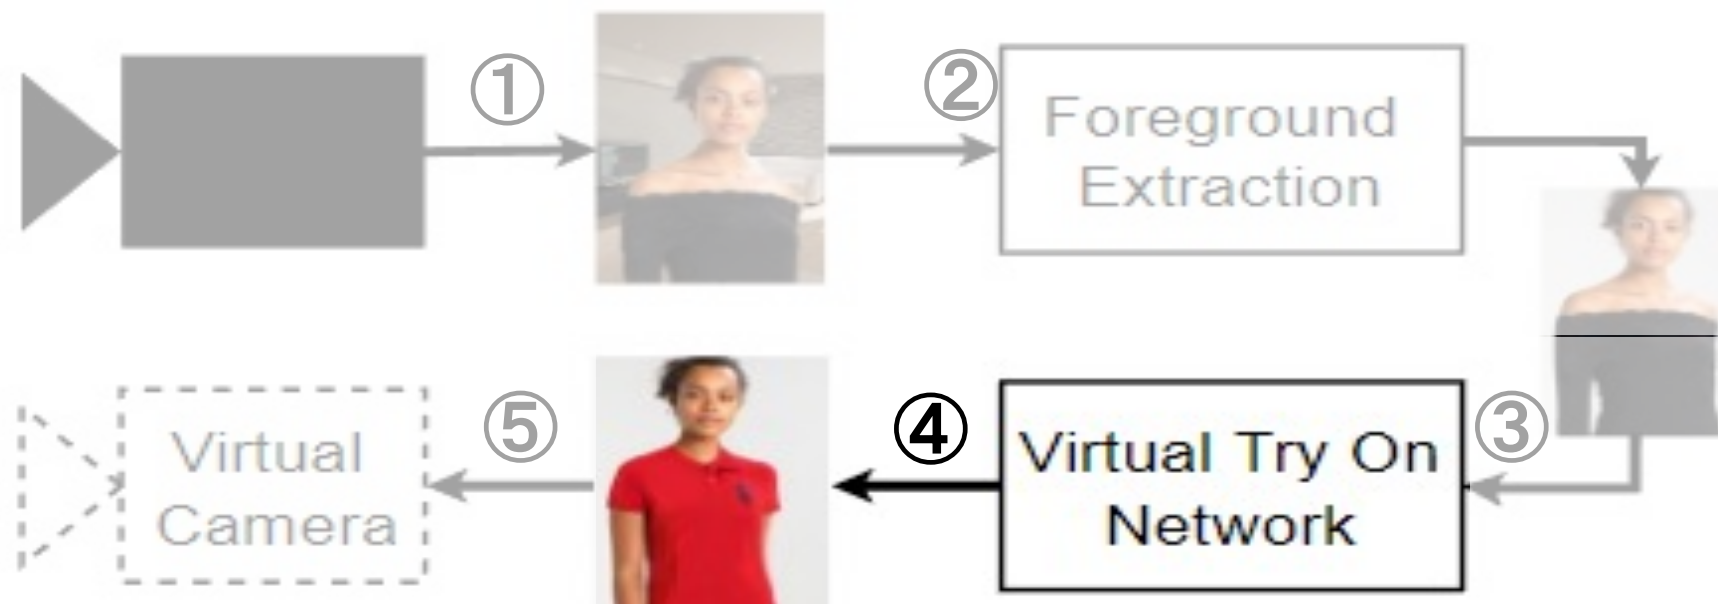 ①
②
Foreground
Extraction
③
Virtual Try On
Network
④
⑤
Virtual
Camera